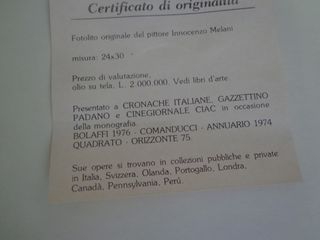 Certificato di originalità
Fotolito originale del pittore Innocenzo Melani
misura: 24x30
Prezzo di valutazione,
olio su tela, L. 2.000.000. Vedi libri d'arte.
Presentato a CRONACHE ITALIANE, GAZZETTINO
PADANO e CINEGIORNALE CIAC in occasione
della monografia.
BOLAFFI 1976 - COMANDUCCI - ANNUARIO 1974
QUADRATO - ORIZZONTE 75.
Sue opere si trovano in collezioni pubbliche e private
in Italia, Svizzera, Olanda, Portogallo, Londra,
Canadà, Pennsylvania, Perú.